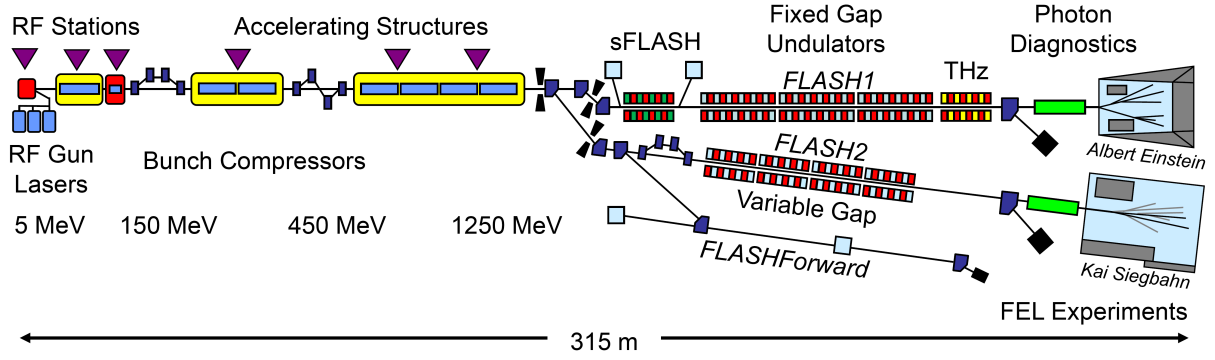 RF Stations
Accelerating Structures
sFLASH
Fixed Gap
Undulators
Photon
Diagnostics
FLASH1
THz
RF Gun
Lasers
Bunch Compressors
FLASH2
Albert Einstein
Variable Gap
5 MeV
150 MeV
450 MeV
1250 MeV
FLASHForward
Kai Siegbahn
FEL Experiments
315 m